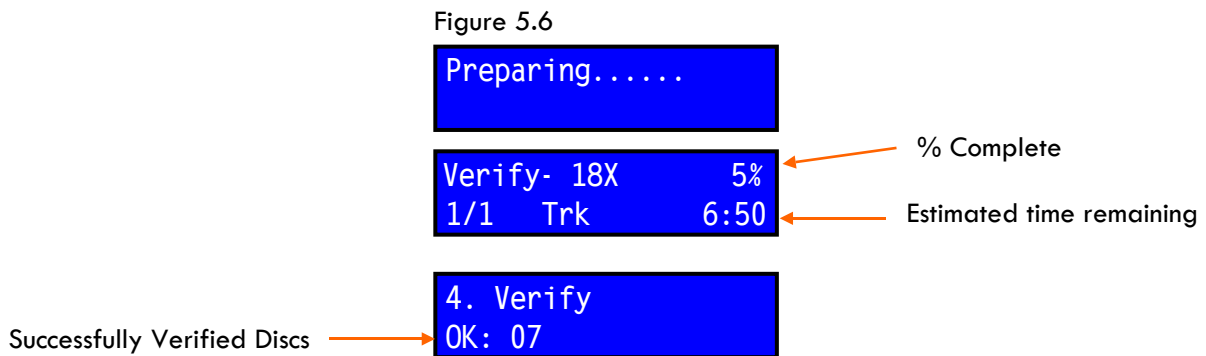 Figure 5.6
Preparing......
Verify- 18X 5%
% Complete
1/1 Trk 6:50
Estimated time remaining
4. Verify
Successfully Verified Discs
OK: 07